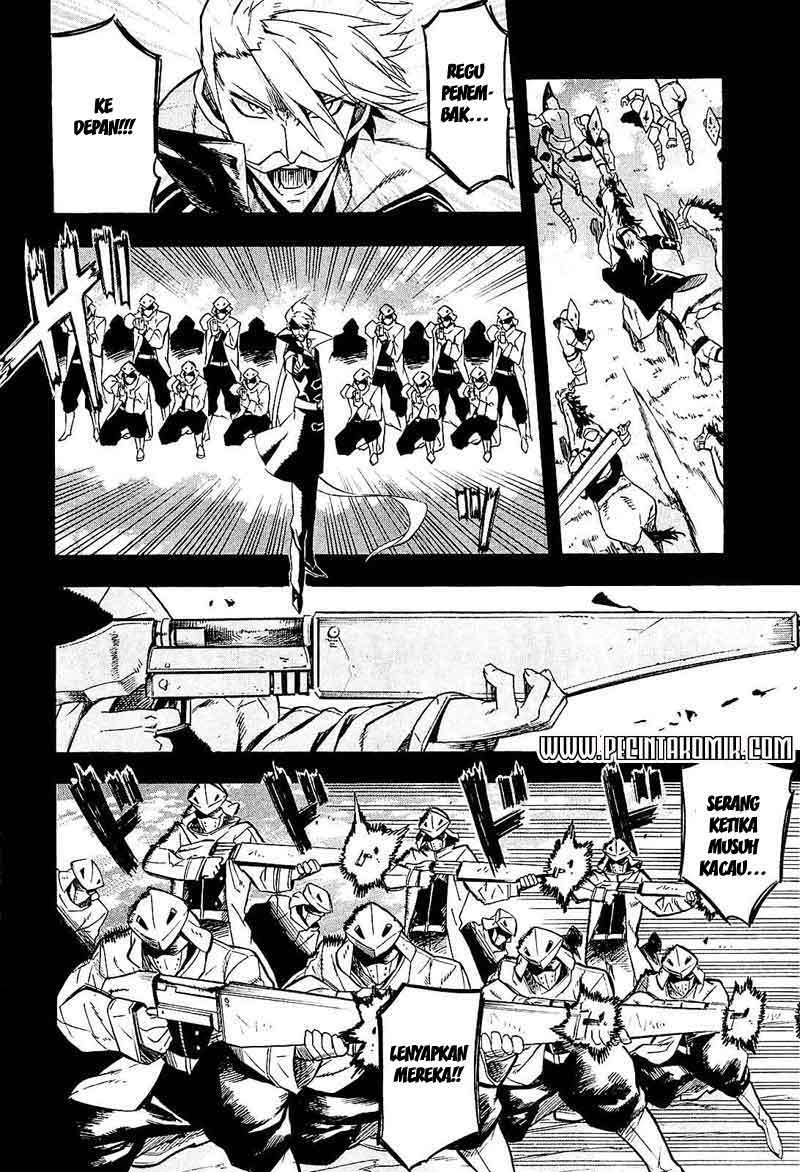 REGU
PENEM-
BAK...
KE
DEPAN!!!
WWW.PECINTAKOMIK.COM
SERANG
KETIKA
MUSUH
KACAU...
LENYAPKAN
MEREKA!!